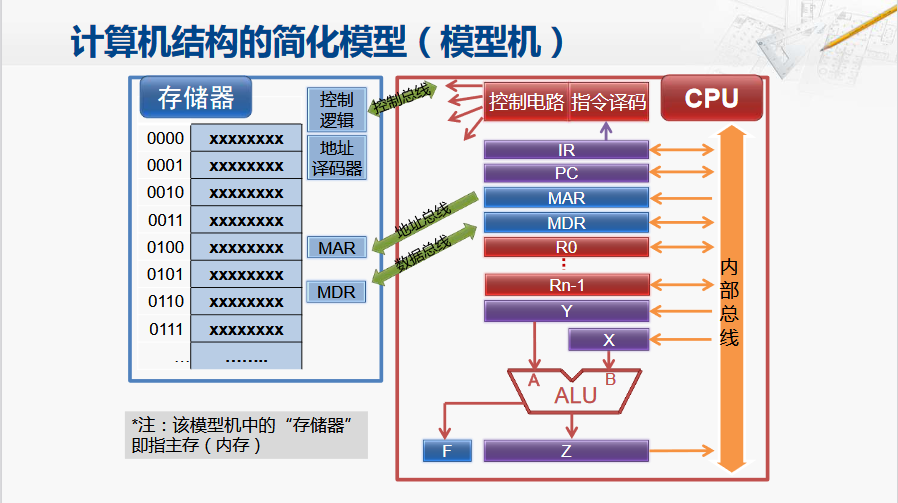 计算机结构的简化模型（模型机）
存储器
控制
逻辑
地址
译码器
0000 xxxxxxxx
0001 xxxxxxxx
0010 xxxxxxxx
0011 xxxxxxxx
0100 xxxxxxxx
0101 xxxxxxxx
0110 xxxxxxxx
0111 xxxxxxxx
... ........
MAR
MDR
控制总线
地址总线
数据总线
控制电路 指令译码
CPU
IR
PC
MAR
MDR
R0
Rn-1
Y
X
A B
ALU
F
Z
内
部
总
线
*注：该模型机中的“存储器”
即指主存（内存）